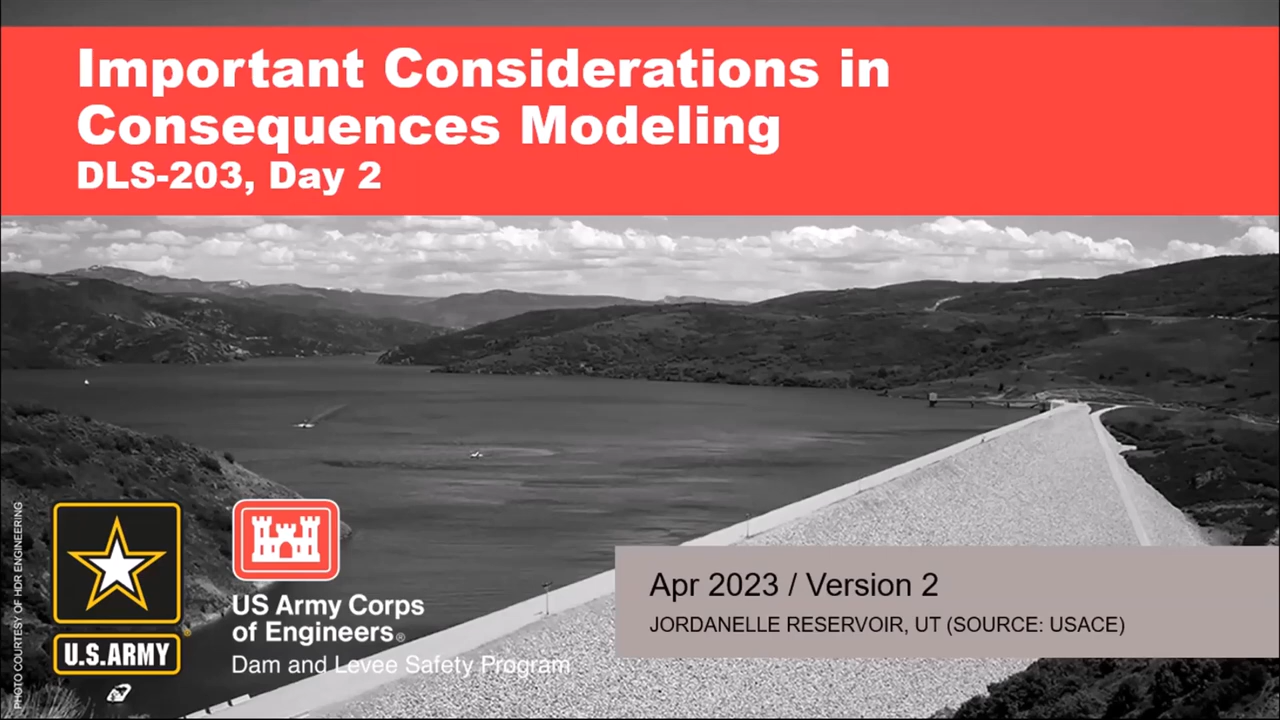 Important Considerations in
Consequences Modeling
DLS-203, Day 2
PHOTO COURTESY OF HDR ENGINEERING
U.S.ARMY
US Army Corps
of Engineers®
Dam and Levee Safety Program
Apr 2023 / Version 2
JORDANELLE RESERVOIR, UT (SOURCE: USACE)